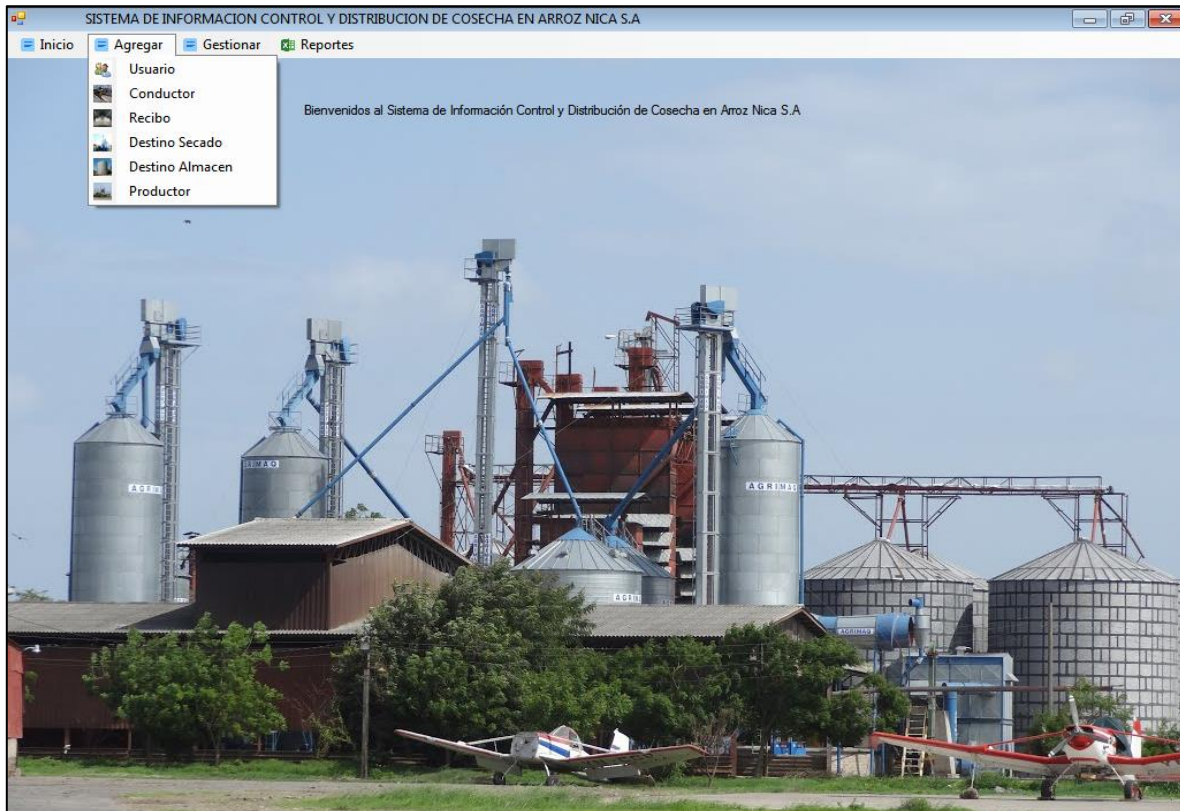 SISTEMA DE INFORMACION CONTROL Y DISTRIBUCION DE COSECHA EN ARROZ NICA S.A
Inicio Agregar Gestionar Reportes
Usuario
Conductor
Recibo
Destino Secado
Destino Almacen
Productor
Bienvenidos al Sistema de Información Control y Distribución de Cosecha en Arroz Nica S.A
AGRIMAQ
AGRIMAQ